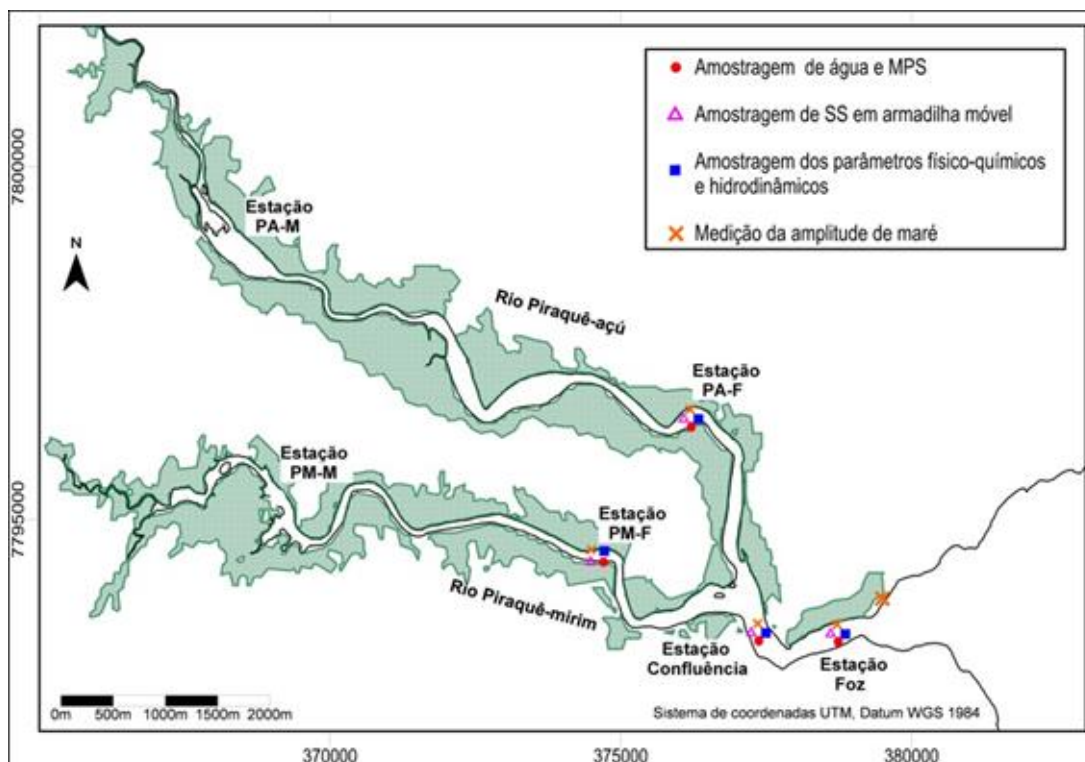 Amostragem de água e MPS
Amostragem de SS em armadilha móvel
Amostragem dos parâmetros físico-químicos
e hidrodinâmicos
Medição da amplitude de maré
7800000
Estação
PA-M
N
Rio Piraquê-açú
Estação
PA-F
Estação
PM-M
7795000
Estação
PM-F
Rio Piraquê-mirim
Estação
Confluência
Estação
Foz
0m 500m 1000m 1500m 2000m
Sistema de coordenadas UTM, Datum WGS 1984
370000 375000 380000